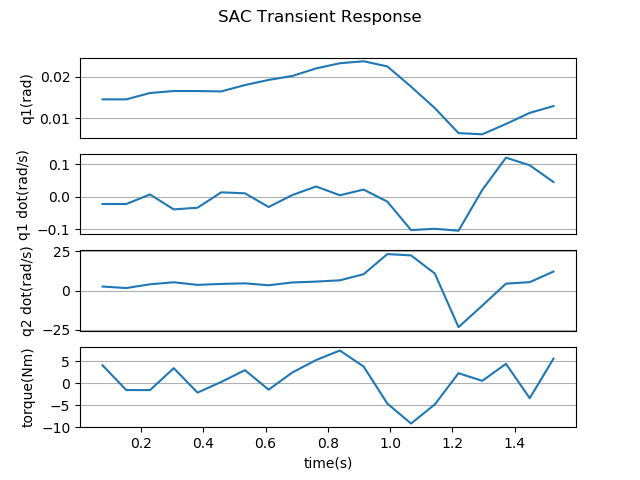 SAC Transient Response
q1(rad)
0.02
0.01
q1 dot(rad/s)
0.1
0.0
−0.1
q2 dot(rad/s)
25
0
−25
torque(Nm)
5
0
−5
−10
0.2 0.4 0.6 0.8 1.0 1.2 1.4
time(s)